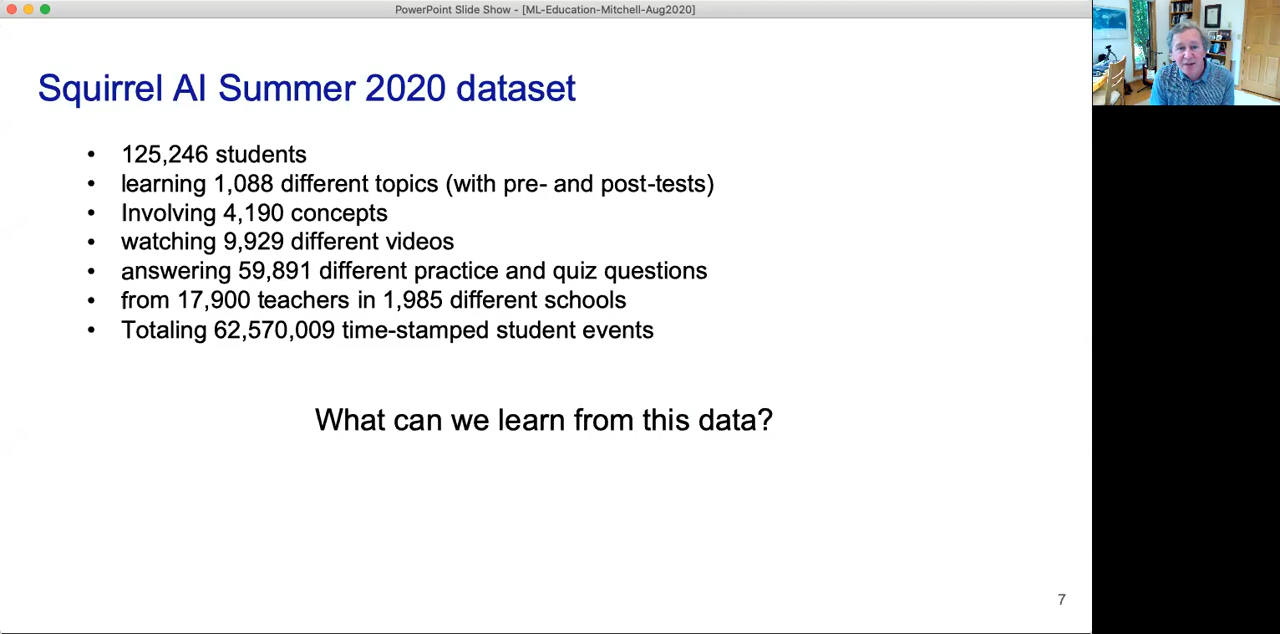 PowerPoint Slide Show - [ML-Education-Mitchell-Aug2020]
Squirrel AI Summer 2020 dataset
• 125,246 students
• learning 1,088 different topics (with pre- and post-tests)
• Involving 4,190 concepts
• watching 9,929 different videos
• answering 59,891 different practice and quiz questions
• from 17,900 teachers in 1,985 different schools
• Totaling 62,570,009 time-stamped student events
What can we learn from this data?
7